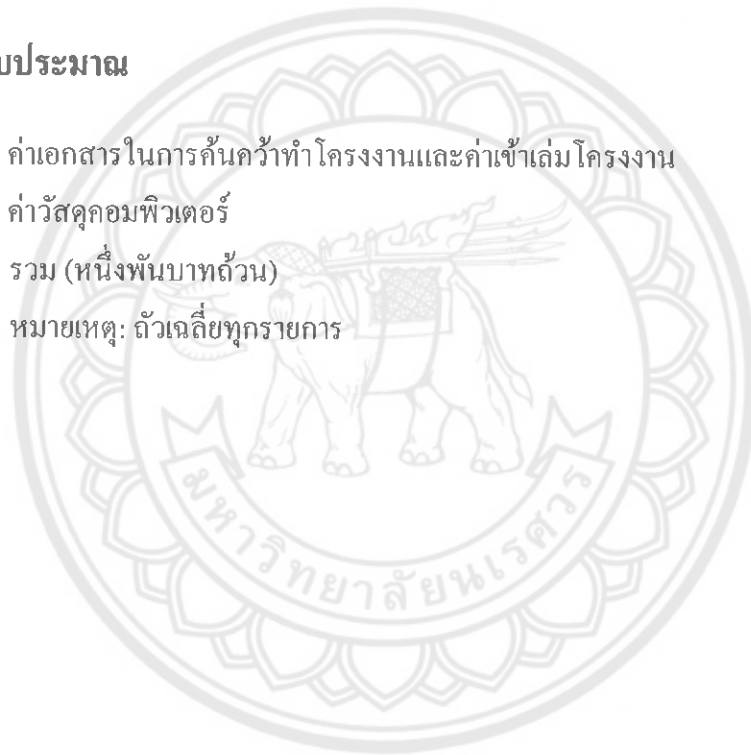 บประมาณ
ค่าเอกสารในการค้นคว้าทำโครงงานและค่าเข้าเล่มโครงงาน
ค่าวัสดุคอมพิวเตอร์
รวม (หนึ่งพันบาทถ้วน)
หมายเหตุ: ถัวเฉลี่ยทุกรายการ
มหาวิทยาลัยนเรศวร